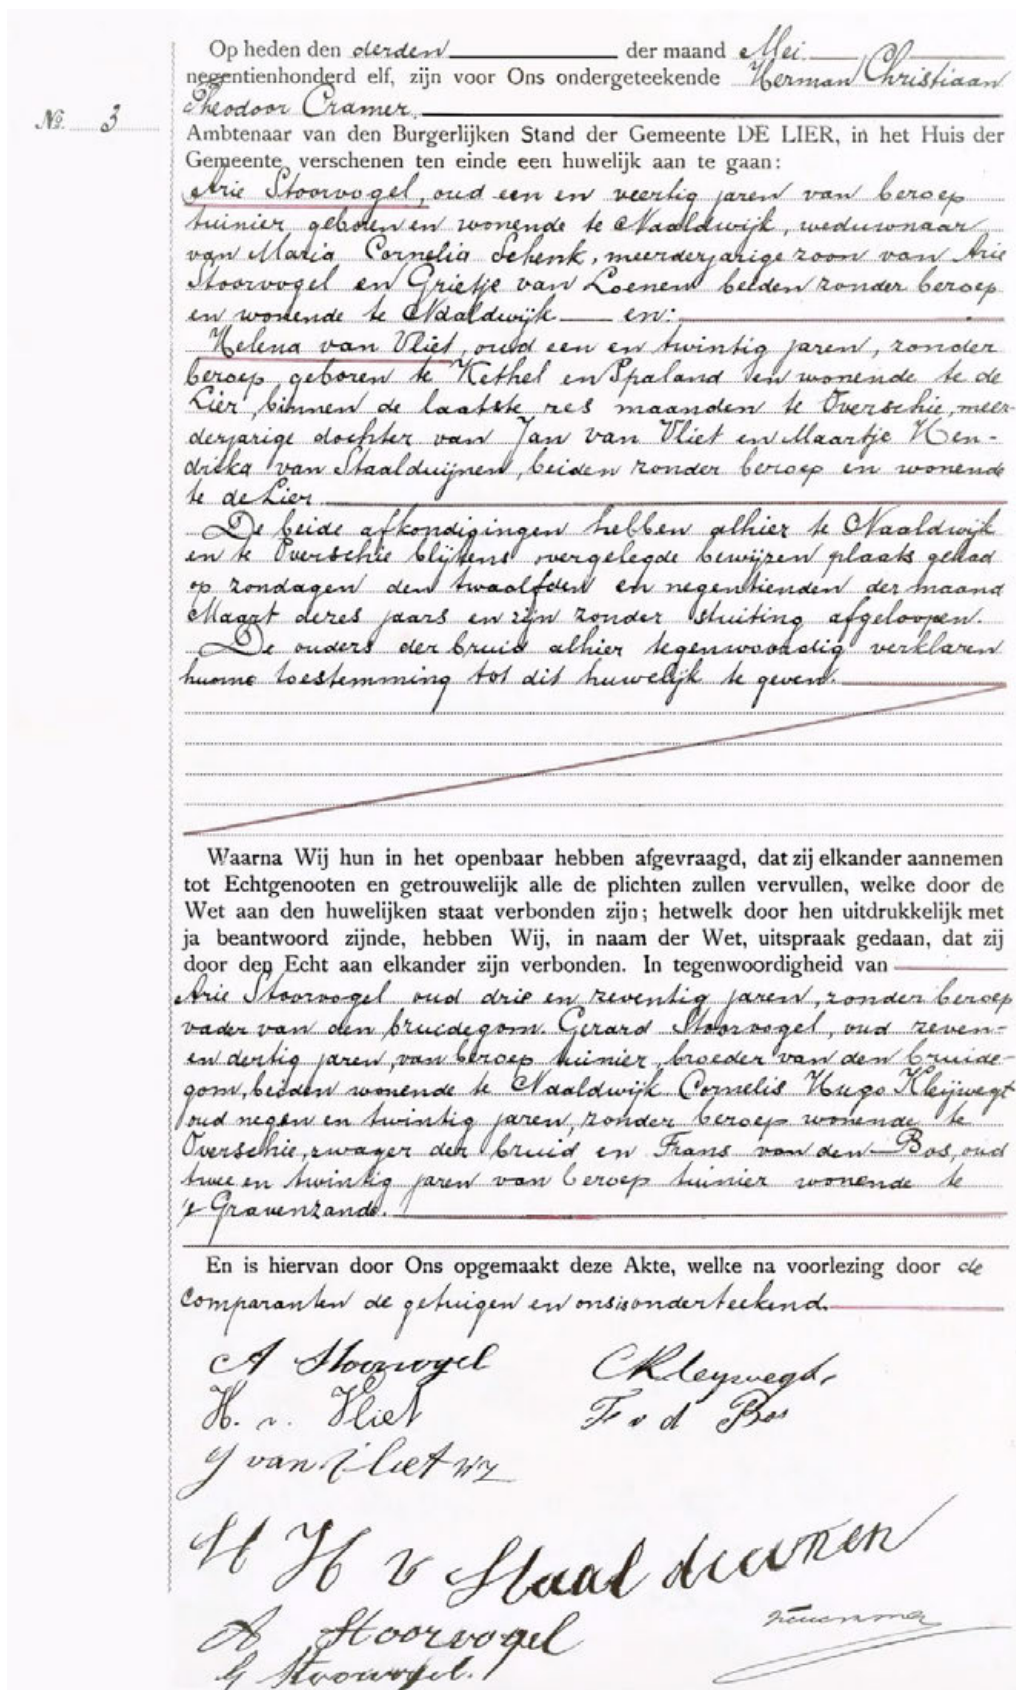 Op heden den derden der maand Mei
negentienhonderd elf, zijn voor Ons ondergeteekende Herman Christiaan
Theodoor Cramer
No. 3
Ambtenaar van den Burgerlijken Stand der Gemeente DE LIER, in het Huis der
Gemeente, verschenen ten einde een huwelijk aan te gaan:
Arie Stoorvogel, oud een en veertig jaren van beroep
tuinier, geboren en wonende te Naaldwijk, weduwnaar
van Maria Cornelia Schenk, meerderjarige zoon van Arie
Stoorvogel en Grietje van Loenen beiden zonder beroep
en wonende te Naaldwijk en:
Helena van Vliet, oud een en twintig jaren, zonder
beroep, geboren te Kethel en Spaland en wonende te de
Lier, binnen de laatste zes maanden te Overschie, meer-
derjarige dochter van Jan van Vliet en Maartje Hen-
drika van Staalduijnen, beiden zonder beroep en wonende
te de Lier.
De beide afkondigingen hebben alhier te Naaldwijk
en te Overschie blijkens overgelegde bewijzen plaats gehad
op zondagen den twaalfden en negentienden der maand
Maart dezes jaars en zijn zonder stuiting afgeloopen.
De ouders der bruid alhier tegenwoordig verklaren
hunne toestemming tot dit huwelijk te geven.
Waarna Wij hun in het openbaar hebben afgevraagd, dat zij elkander aannemen
tot Echtgenooten en getrouwelijk alle de plichten zullen vervullen, welke door de
Wet aan den huwelijken staat verbonden zijn; hetwelk door hen uitdrukkelijk met
ja beantwoord zijnde, hebben Wij, in naam der Wet, uitspraak gedaan, dat zij
door den Echt aan elkander zijn verbonden. In tegenwoordigheid van
Arie Stoorvogel oud drie en zeventig jaren, zonder beroep
vader van den bruidegom. Gerard Stoorvogel, oud zeven-
en dertig jaren, van beroep tuinier, broeder van den bruide-
gom, beiden wonende te Naaldwijk. Cornelis Hugo Kleijwegt
oud negen en twintig jaren, zonder beroep wonende te
Overschie, zwager der bruid en Frans van den Bos, oud
twee en twintig jaren van beroep tuinier wonende te
's Gravenzande.
En is hiervan door Ons opgemaakt deze Akte, welke na voorlezing door de
comparanten de getuigen en ons is onderteekend.
A Stoorvogel
CKleywegt
H. v. Vliet
F v d Bos
J van Vliet WZ
M H v Staalduinen
A Stoorvogel
G Stoorvogel.